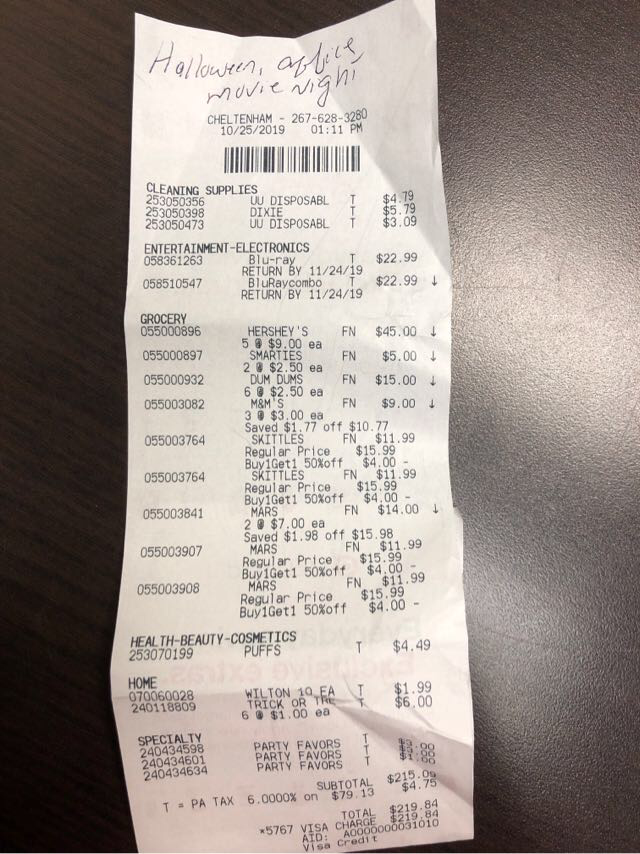 Halloween, office
movie night
CHELTENHAM - 267-628-3280
10/25/2019 01:11 PM
CLEANING SUPPLIES
253050356 UU DISPOSABL T $4.79
253050398 DIXIE T $5.79
253050473 UU DISPOSABL T $3.09
ENTERTAINMENT-ELECTRONICS
058361263 Blu-ray T $22.99
RETURN BY 11/24/19
058510547 BluRaycombo T $22.99 ↓
RETURN BY 11/24/19
GROCERY
055000896 HERSHEY'S FN $45.00 ↓
5 @ $9.00 ea
055000897 SMARTIES FN $5.00 ↓
2 @ $2.50 ea
055000932 DUM DUMS FN $15.00 ↓
6 @ $2.50 ea
055003082 M&M'S FN $9.00 ↓
3 @ $3.00 ea
Saved $1.77 off $10.77
055003764 SKITTLES FN $11.99
Regular Price $15.99
Buy1Get1 50%off $4.00 -
055003764 SKITTLES FN $11.99
Regular Price $15.99
Buy1Get1 50%off $4.00 -
055003841 MARS FN $14.00 ↓
2 @ $7.00 ea
Saved $1.98 off $15.98
055003907 MARS FN $11.99
Regular Price $15.99
Buy1Get1 50%off $4.00 -
055003908 MARS FN $11.99
Regular Price $15.99
Buy1Get1 50%off $4.00 -
HEALTH-BEAUTY-COSMETICS
253070199 PUFFS T $4.49
HOME
070060028 WILTON 10 EA T $1.99
240118809 TRICK OR TRE T $6.00
6 @ $1.00 ea
SPECIALTY
240434598 PARTY FAVORS T
240434601 PARTY FAVORS T
240434634 PARTY FAVORS T
SUBTOTAL $215.09
T = PA TAX 6.0000% on $79.13 $4.75
TOTAL $219.84
*5767 VISA CHARGE $219.84
AID: A0000000031010
Visa Credit